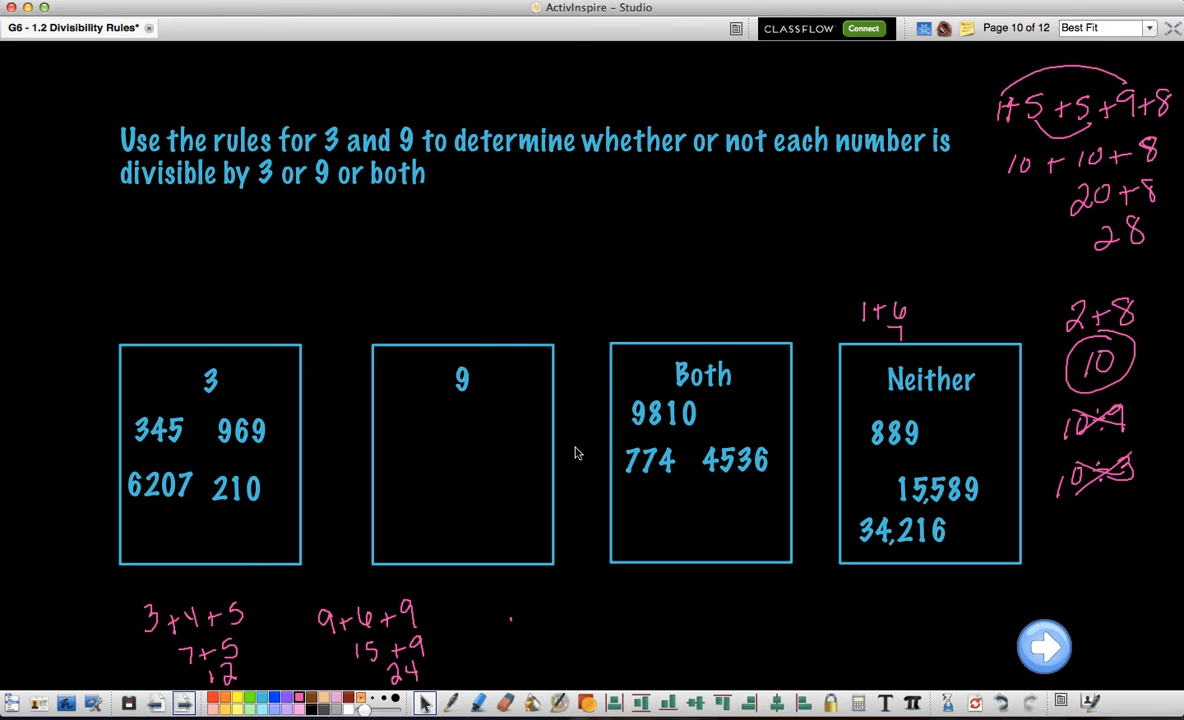 ActivInspire - Studio
G6 - 1.2 Divisibility Rules*
CLASSFLOW Connect
Page 10 of 12
Best Fit
Use the rules for 3 and 9 to determine whether or not each number is
divisible by 3 or 9 or both
1+5+5+9+8
10+10+8
20+8
28
2+8
10
10÷9
10÷3
1+6
7
3
345 969
6207 210
9
Both
9810
774 4536
Neither
889
15,589
34,216
3+4+5
7+5
12
9+6+9
15+9
24
T π